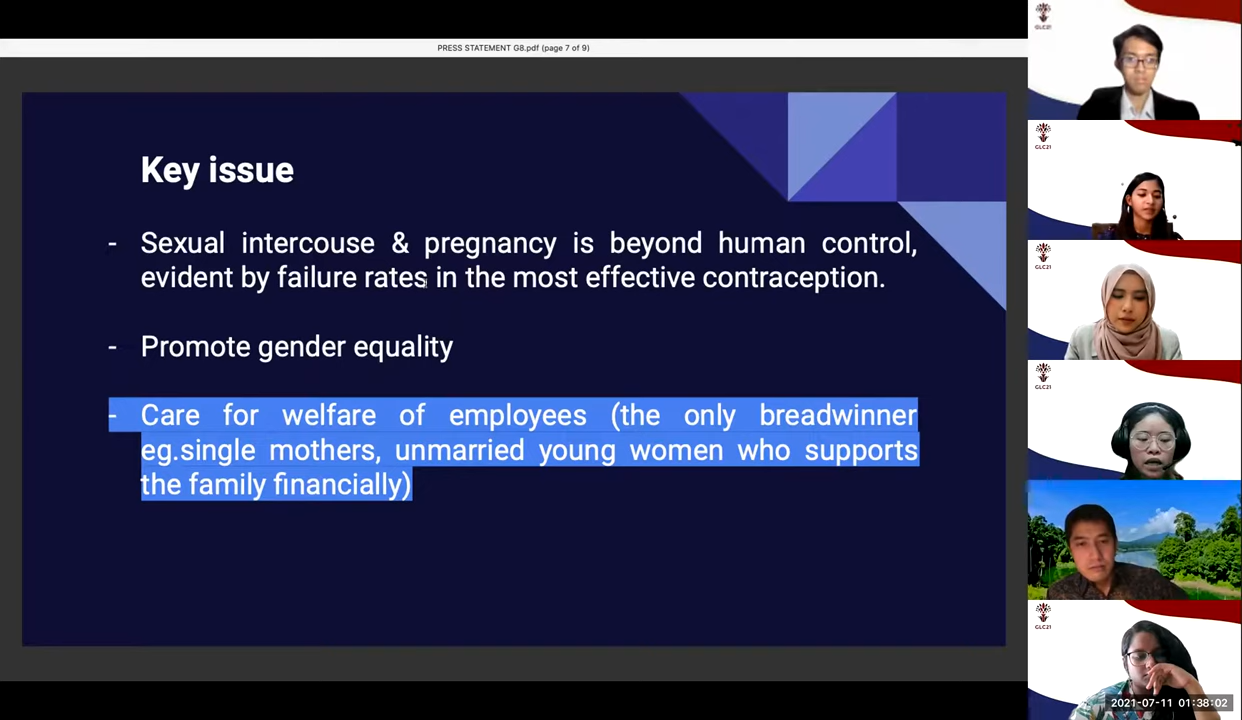 PRESS STATEMENT G8.pdf (page 7 of 9)
Key issue
- Sexual intercouse & pregnancy is beyond human control,
evident by failure rates in the most effective contraception.
- Promote gender equality
- Care for welfare of employees (the only breadwinner
eg.single mothers, unmarried young women who supports
the family financially)
GLC21
GLC21
GLC21
GLC21
GLC21
2021-07-11 01:38:02